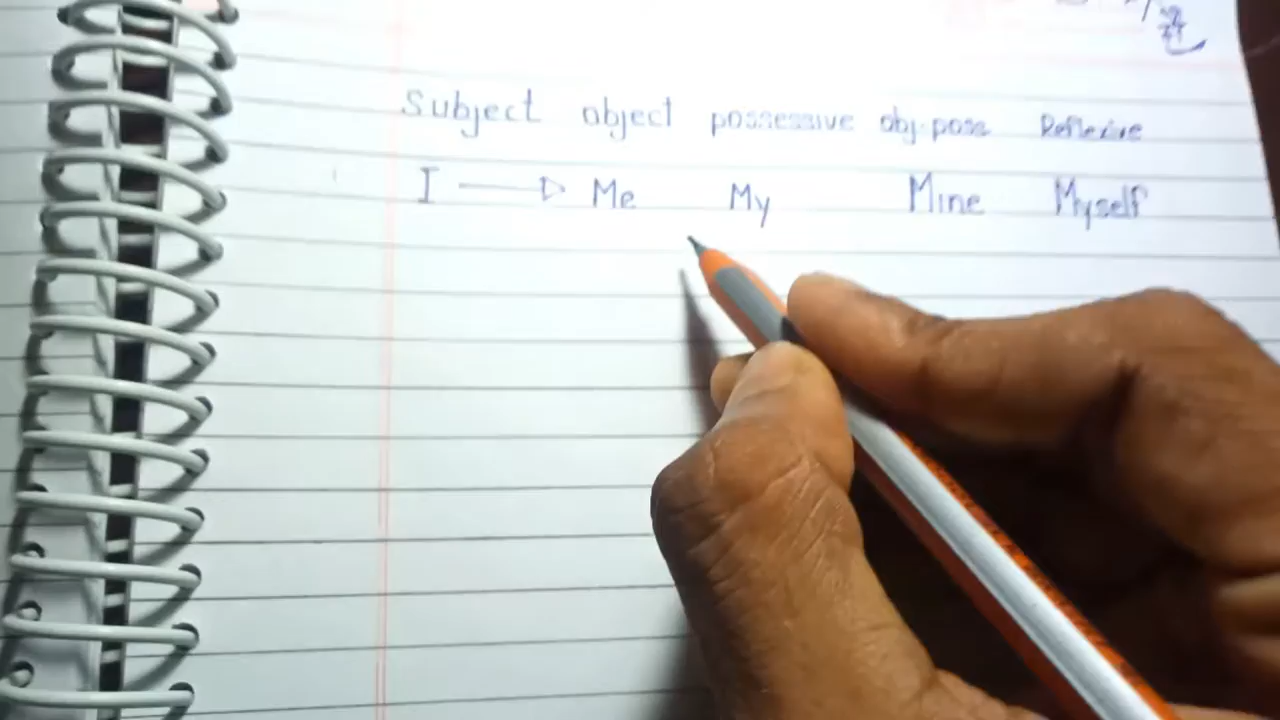 Subject object possessive obj.poss Reflexive
I → Me My Mine Myself